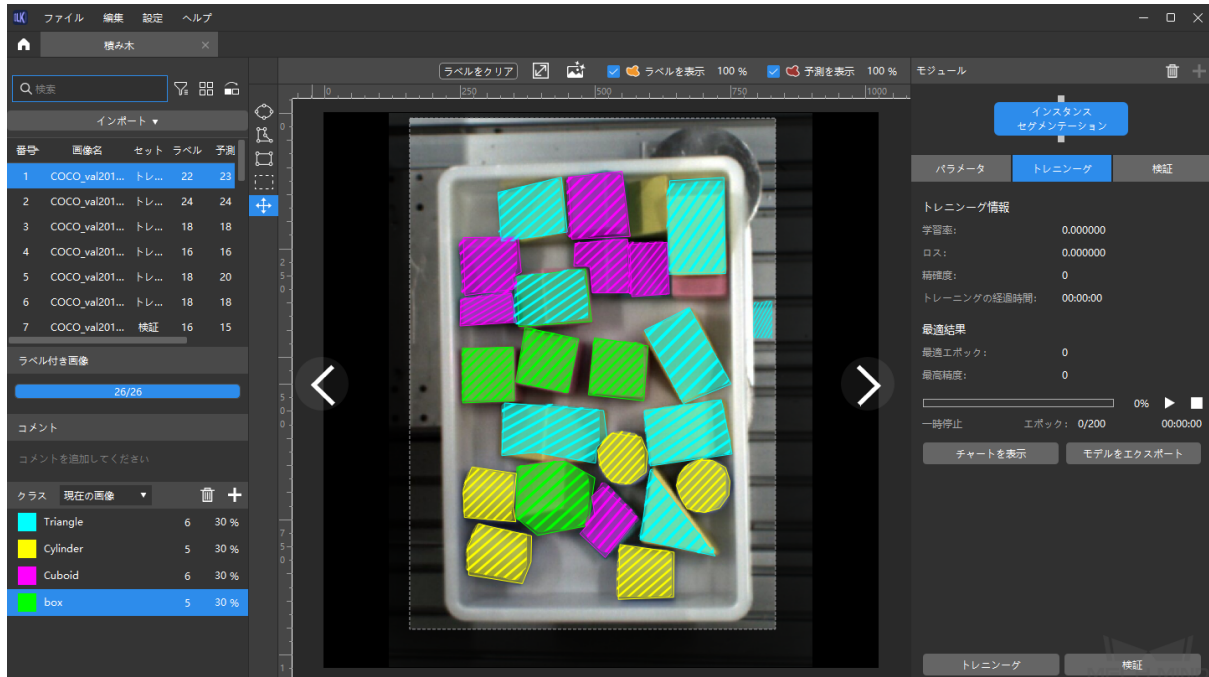 ファイル 編集 設定 ヘルプ
積み木
検索
インポート
番号 画像名 セット ラベル 予測
1 COCO_val201... トレ... 22 23
2 COCO_val201... トレ... 24 24
3 COCO_val201... トレ... 18 18
4 COCO_val201... トレ... 16 16
5 COCO_val201... トレ... 18 20
6 COCO_val201... トレ... 18 18
7 COCO_val201... 検証 16 15
ラベル付き画像
26/26
コメント
コメントを追加してください
クラス 現在の画像
Triangle 6 30 %
Cylinder 5 30 %
Cuboid 6 30 %
box 5 30 %
ラベルをクリア ラベルを表示 100 % 予測を表示 100 %
0 250 500 750 1000
0
250
500
750
1
モジュール
インスタンス
セグメンテーション
パラメータ トレニンーグ 検証
トレニンーグ情報
学習率: 0.000000
ロス: 0.000000
精確度: 0
トレーニングの経過時間: 00:00:00
最適結果
最適エポック: 0
最高精度: 0
0%
一時停止 エポック: 0/200 00:00:00
チャートを表示 モデルをエクスポート
トレニンーグ 検証